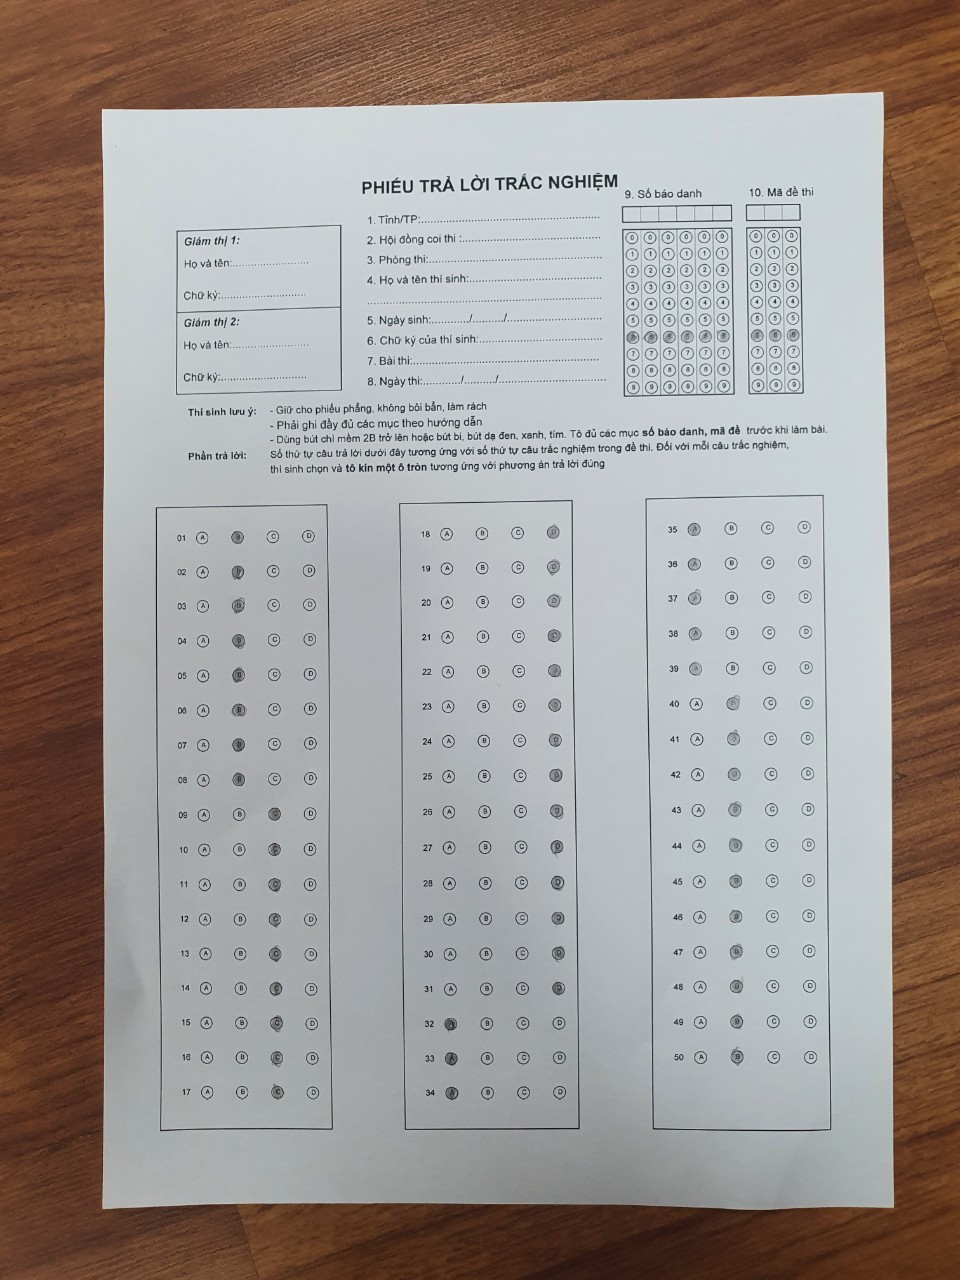 PHIẾU TRẢ LỜI TRẮC NGHIỆM
Giám thị 1:
Họ và tên:...........................
Chữ ký:..............................
Giám thị 2:
Họ và tên:...........................
Chữ ký:..............................
1. Tỉnh/TP:..............................................................
2. Hội đồng coi thi :................................................
3. Phòng thi:............................................................
4. Họ và tên thí sinh:..............................................
..................................................................................
5. Ngày sinh:............./.........../.................................
6. Chữ ký của thí sinh:...........................................
7. Bài thi:.................................................................
8. Ngày thi:............./.........../.....................................
9. Số báo danh
0 0 0 0 0 0
1 1 1 1 1 1
2 2 2 2 2 2
3 3 3 3 3 3
4 4 4 4 4 4
5 5 5 5 5 5
6 6 6 6 6 6
7 7 7 7 7 7
8 8 8 8 8 8
9 9 9 9 9 9
10. Mã đề thi
0 0 0
1 1 1
2 2 2
3 3 3
4 4 4
5 5 5
6 6 6
7 7 7
8 8 8
9 9 9
Thí sinh lưu ý: - Giữ cho phiếu phẳng, không bôi bẩn, làm rách
- Phải ghi đầy đủ các mục theo hướng dẫn
- Dùng bút chì mềm 2B trở lên hoặc bút bi, bút dạ đen, xanh, tím. Tô đủ các mục số báo danh, mã đề trước khi làm bài.
Phần trả lời: Số thứ tự câu trả lời dưới đây tương ứng với số thứ tự câu trắc nghiệm trong đề thi. Đối với mỗi câu trắc nghiệm,
thí sinh chọn và tô kín một ô tròn tương ứng với phương án trả lời đúng
01 A B C D
02 A B C D
03 A B C D
04 A B C D
05 A B C D
06 A B C D
07 A B C D
08 A B C D
09 A B C D
10 A B C D
11 A B C D
12 A B C D
13 A B C D
14 A B C D
15 A B C D
16 A B C D
17 A B C D
18 A B C D
19 A B C D
20 A B C D
21 A B C D
22 A B C D
23 A B C D
24 A B C D
25 A B C D
26 A B C D
27 A B C D
28 A B C D
29 A B C D
30 A B C D
31 A B C D
32 A B C D
33 A B C D
34 A B C D
35 A B C D
36 A B C D
37 A B C D
38 A B C D
39 A B C D
40 A B C D
41 A B C D
42 A B C D
43 A B C D
44 A B C D
45 A B C D
46 A B C D
47 A B C D
48 A B C D
49 A B C D
50 A B C D